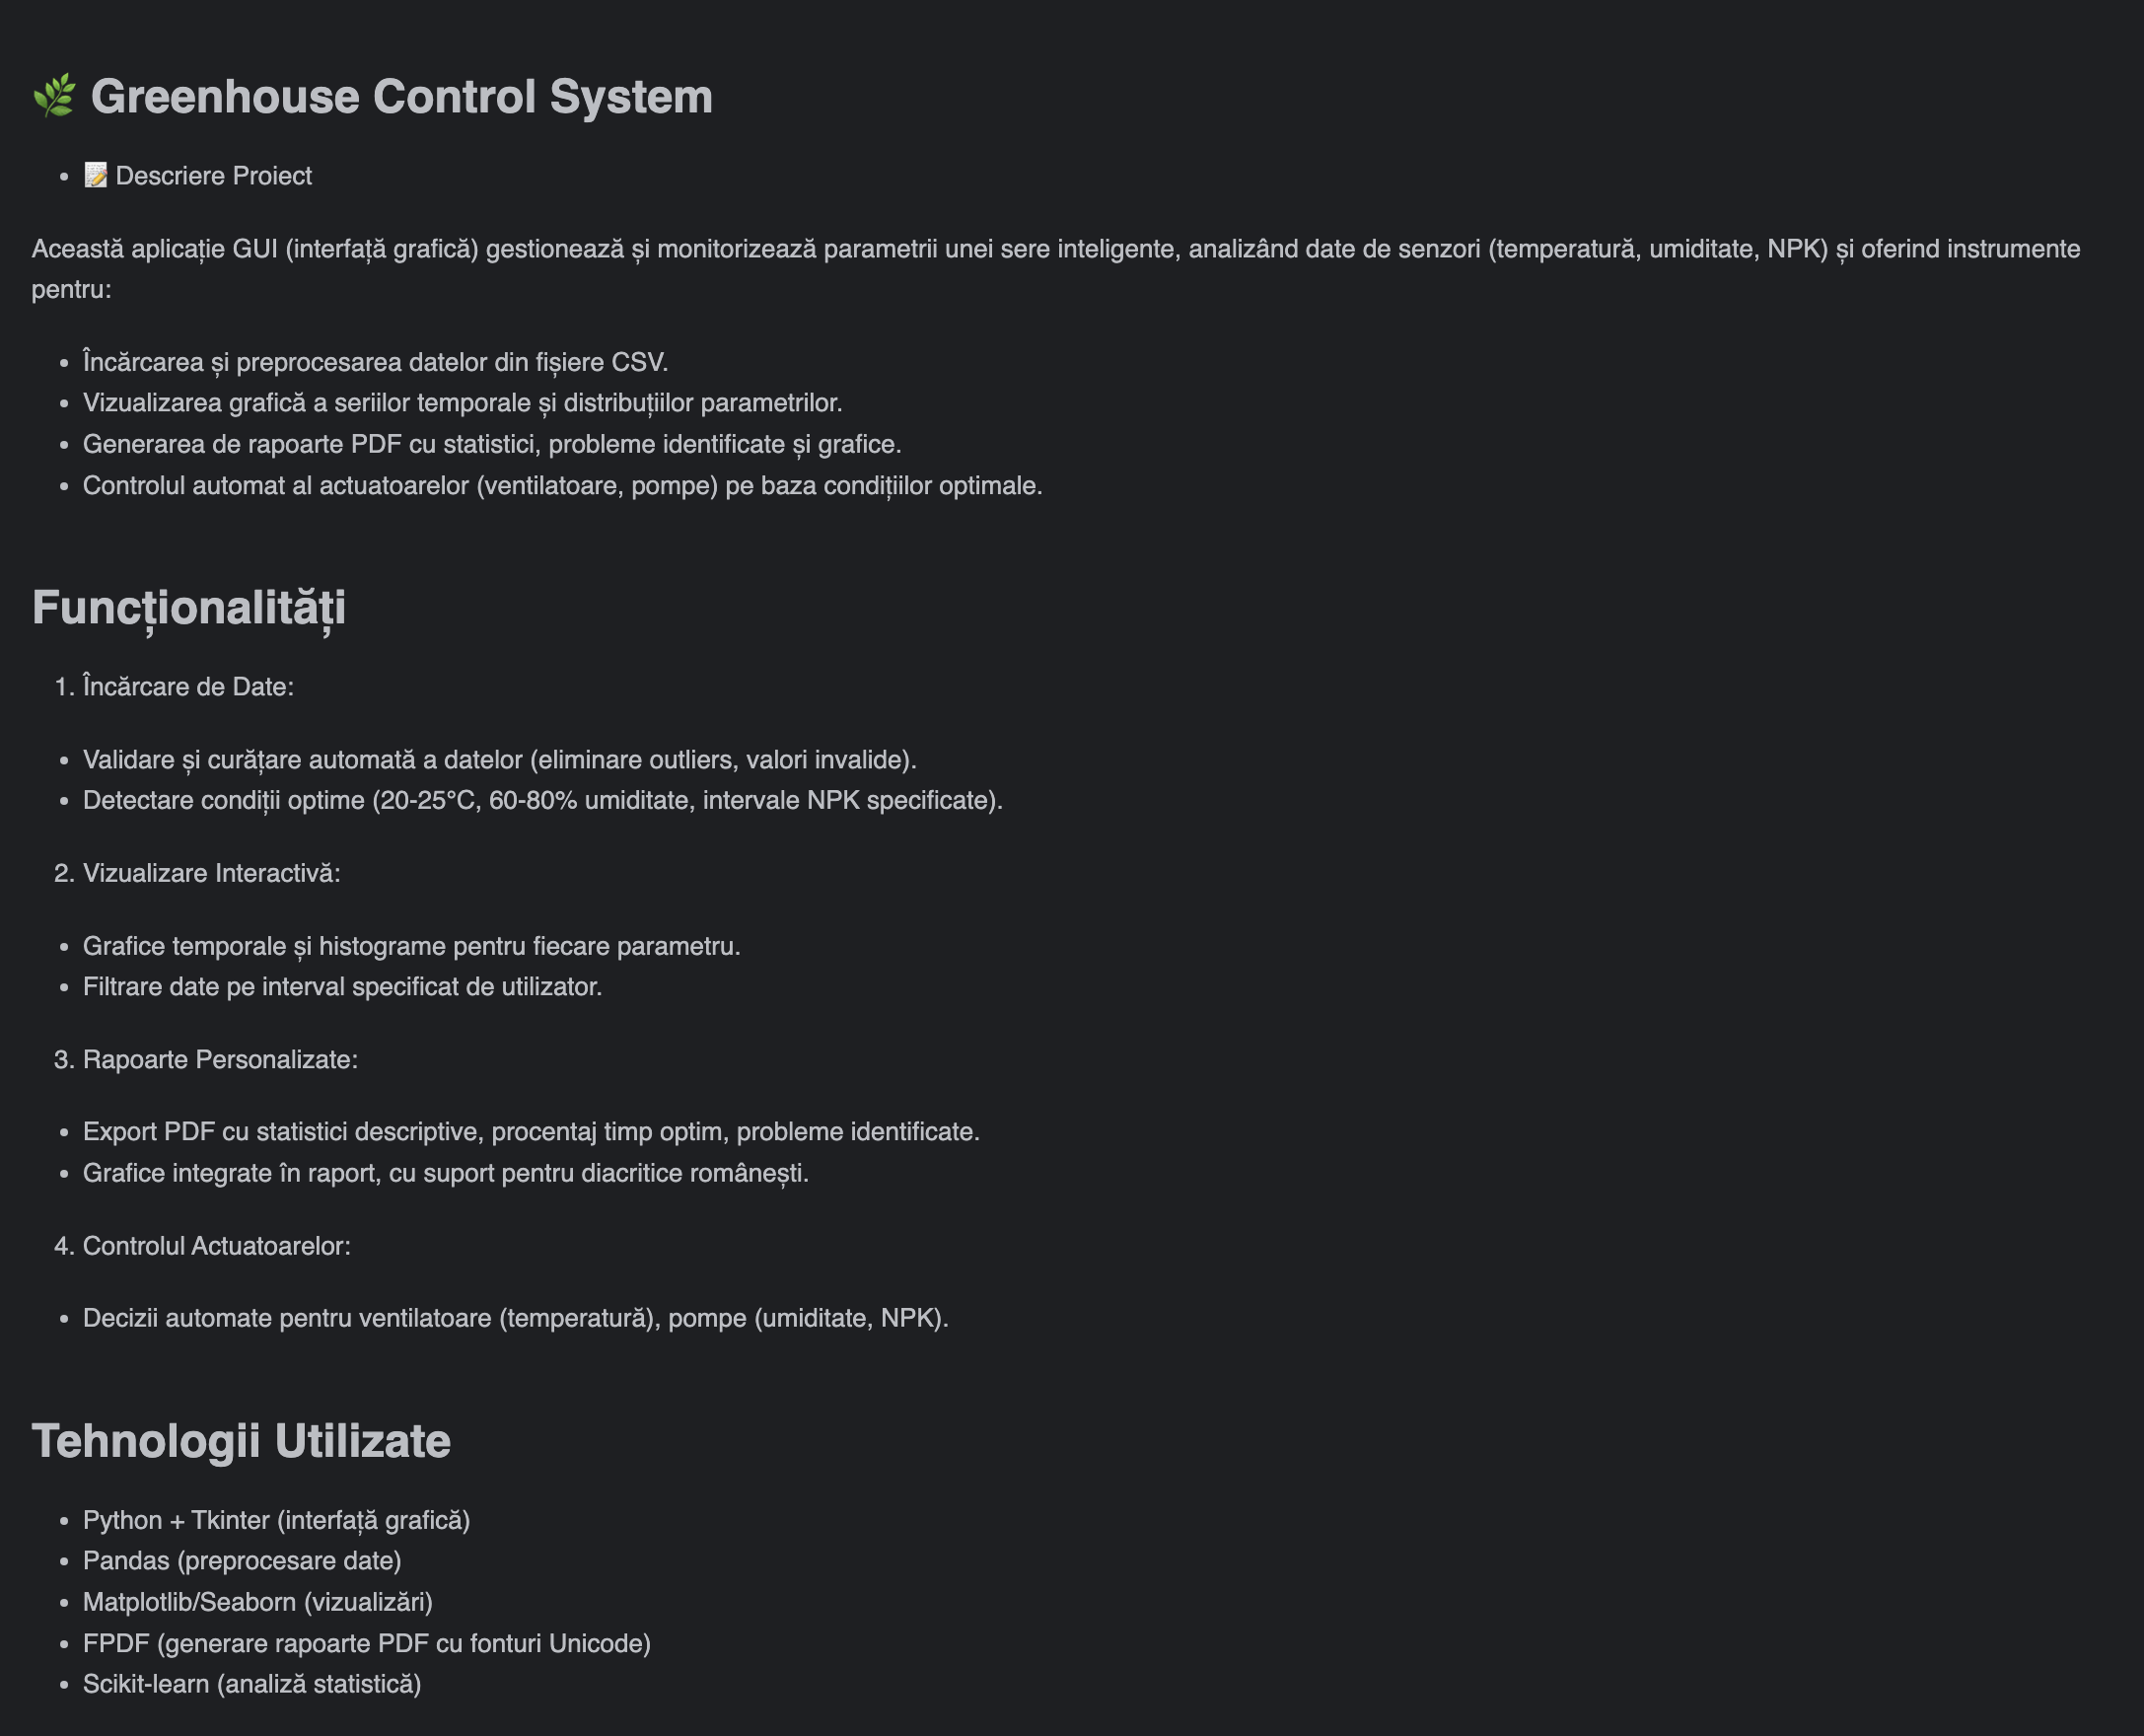 🌿 Greenhouse Control System
• 📝 Descriere Proiect
Această aplicație GUI (interfață grafică) gestionează și monitorizează parametrii unei sere inteligente, analizând date de senzori (temperatură, umiditate, NPK) și oferind instrumente
pentru:
• Încărcarea și preprocesarea datelor din fișiere CSV.
• Vizualizarea grafică a seriilor temporale și distribuțiilor parametrilor.
• Generarea de rapoarte PDF cu statistici, probleme identificate și grafice.
• Controlul automat al actuatoarelor (ventilatoare, pompe) pe baza condițiilor optimale.
Funcționalități
1. Încărcare de Date:
• Validare și curățare automată a datelor (eliminare outliers, valori invalide).
• Detectare condiții optime (20-25°C, 60-80% umiditate, intervale NPK specificate).
2. Vizualizare Interactivă:
• Grafice temporale și histograme pentru fiecare parametru.
• Filtrare date pe interval specificat de utilizator.
3. Rapoarte Personalizate:
• Export PDF cu statistici descriptive, procentaj timp optim, probleme identificate.
• Grafice integrate în raport, cu suport pentru diacritice românești.
4. Controlul Actuatoarelor:
• Decizii automate pentru ventilatoare (temperatură), pompe (umiditate, NPK).
Tehnologii Utilizate
• Python + Tkinter (interfață grafică)
• Pandas (preprocesare date)
• Matplotlib/Seaborn (vizualizări)
• FPDF (generare rapoarte PDF cu fonturi Unicode)
• Scikit-learn (analiză statistică)